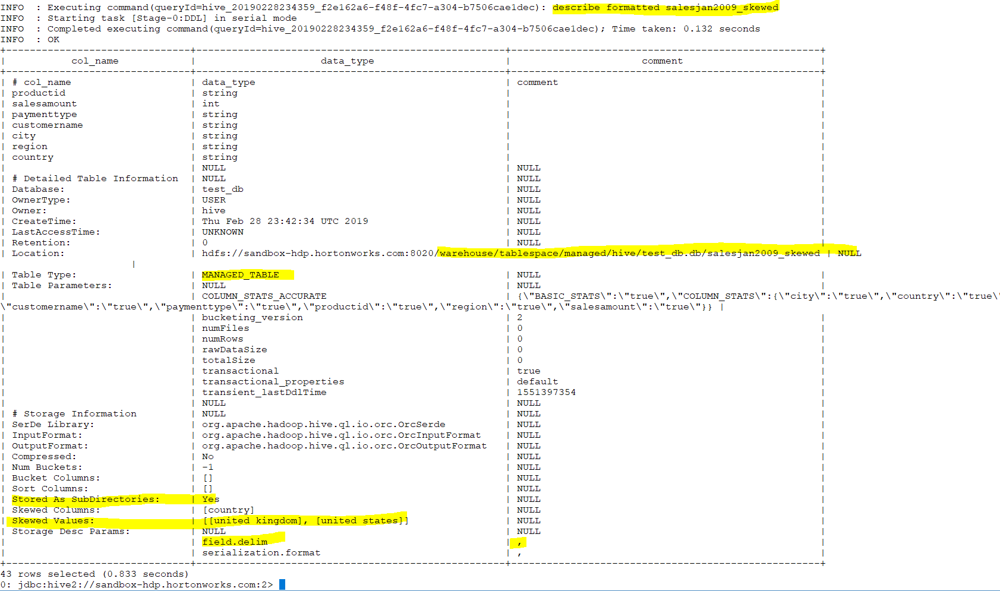 INFO  : Executing command(queryId=hive_20190228234359_f2e162a6-f48f-4fc7-a304-b7506cae1dec): describe formatted salesjan2009_skewed
INFO  : Starting task [Stage-0:DDL] in serial mode
INFO  : Completed executing command(queryId=hive_20190228234359_f2e162a6-f48f-4fc7-a304-b7506cae1dec); Time taken: 0.132 seconds
INFO  : OK
| col_name | data_type | comment |
| # col_name | data_type | comment |
| productid | string | |
| salesamount | int | |
| paymenttype | string | |
| customername | string | |
| city | string | |
| region | string | |
| country | string | |
| | NULL | NULL |
| # Detailed Table Information | NULL | NULL |
| Database: | test_db | NULL |
| OwnerType: | USER | NULL |
| Owner: | hive | NULL |
| CreateTime: | Thu Feb 28 23:42:34 UTC 2019 | NULL |
| LastAccessTime: | UNKNOWN | NULL |
| Retention: | 0 | NULL |
| Location: | hdfs://sandbox-hdp.hortonworks.com:8020/warehouse/tablespace/managed/hive/test_db.db/salesjan2009_skewed | NULL
|
| Table Type: | MANAGED_TABLE | NULL |
| Table Parameters: | NULL | NULL |
| | COLUMN_STATS_ACCURATE | {\"BASIC_STATS\":\"true\",\"COLUMN_STATS\":{\"city\":\"true\",\"country\":\"true\"
\"customername\":\"true\",\"paymenttype\":\"true\",\"productid\":\"true\",\"region\":\"true\",\"salesamount\":\"true\"}} |
| | bucketing_version | 2 |
| | numFiles | 0 |
| | numRows | 0 |
| | rawDataSize | 0 |
| | totalSize | 0 |
| | transactional | true |
| | transactional_properties | default |
| | transient_lastDdlTime | 1551397354 |
| | NULL | NULL |
| # Storage Information | NULL | NULL |
| SerDe Library: | org.apache.hadoop.hive.ql.io.orc.OrcSerde | NULL |
| InputFormat: | org.apache.hadoop.hive.ql.io.orc.OrcInputFormat | NULL |
| OutputFormat: | org.apache.hadoop.hive.ql.io.orc.OrcOutputFormat | NULL |
| Compressed: | No | NULL |
| Num Buckets: | -1 | NULL |
| Bucket Columns: | [] | NULL |
| Sort Columns: | [] | NULL |
| Stored As SubDirectories: | Yes | NULL |
| Skewed Columns: | [country] | NULL |
| Skewed Values: | [[united kingdom], [united states]] | NULL |
| Storage Desc Params: | NULL | NULL |
| | field.delim | , |
| | serialization.format | , |
43 rows selected (0.833 seconds)
0: jdbc:hive2://sandbox-hdp.hortonworks.com:2>